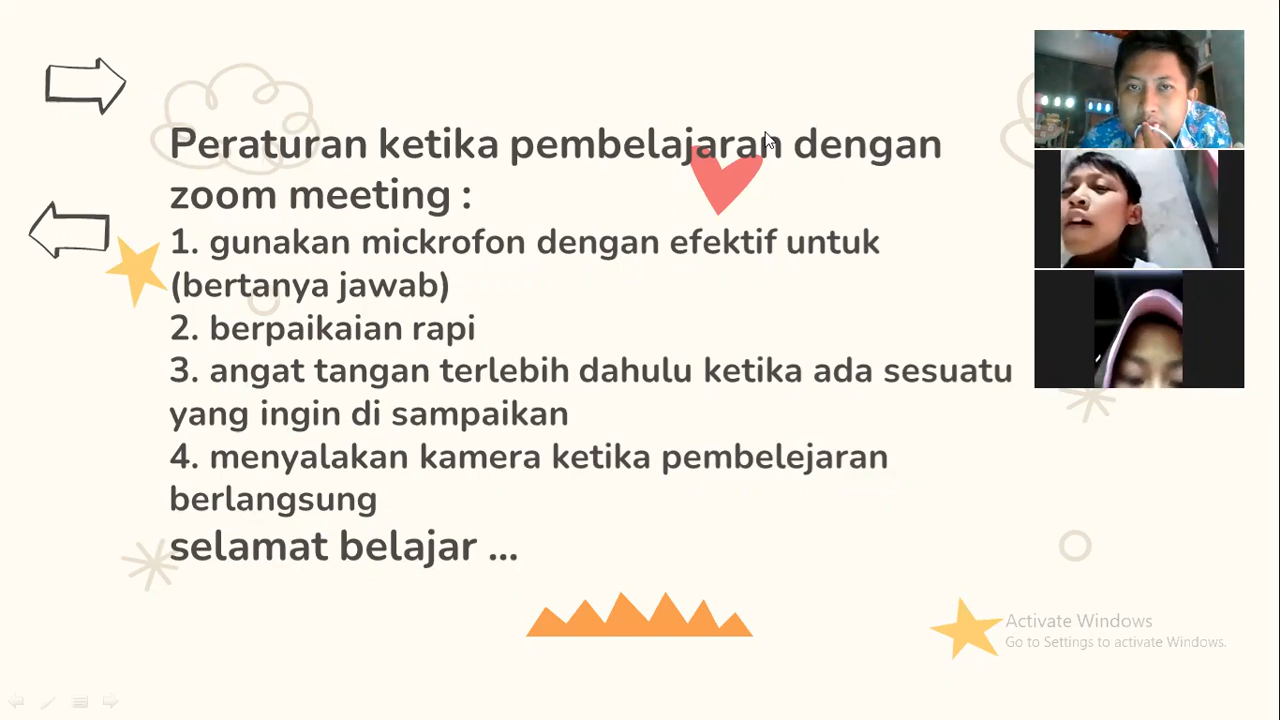 Peraturan ketika pembelajaran dengan
zoom meeting :
1. gunakan mickrofon dengan efektif untuk
(bertanya jawab)
2. berpaikaian rapi
3. angat tangan terlebih dahulu ketika ada sesuatu
yang ingin di sampaikan
4. menyalakan kamera ketika pembelejaran
berlangsung
selamat belajar ...
Activate Windows
Go to Settings to activate Windows.